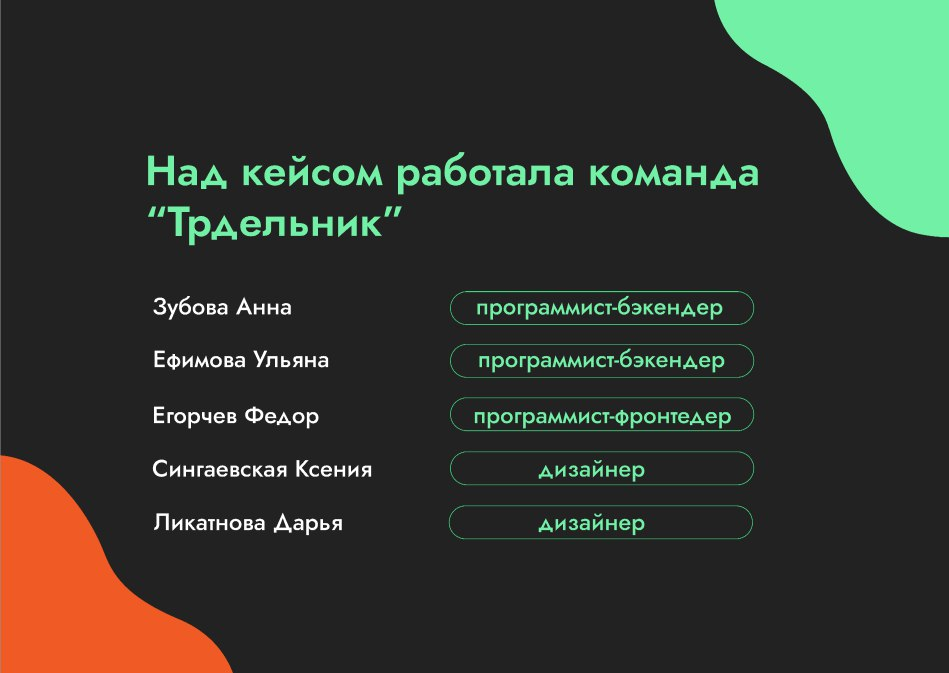 Над кейсом работала команда
“Трдельник”
Зубова Анна программист-бэкендер
Ефимова Ульяна программист-бэкендер
Егорчев Федор программист-фронтедер
Сингаевская Ксения дизайнер
Ликатнова Дарья дизайнер